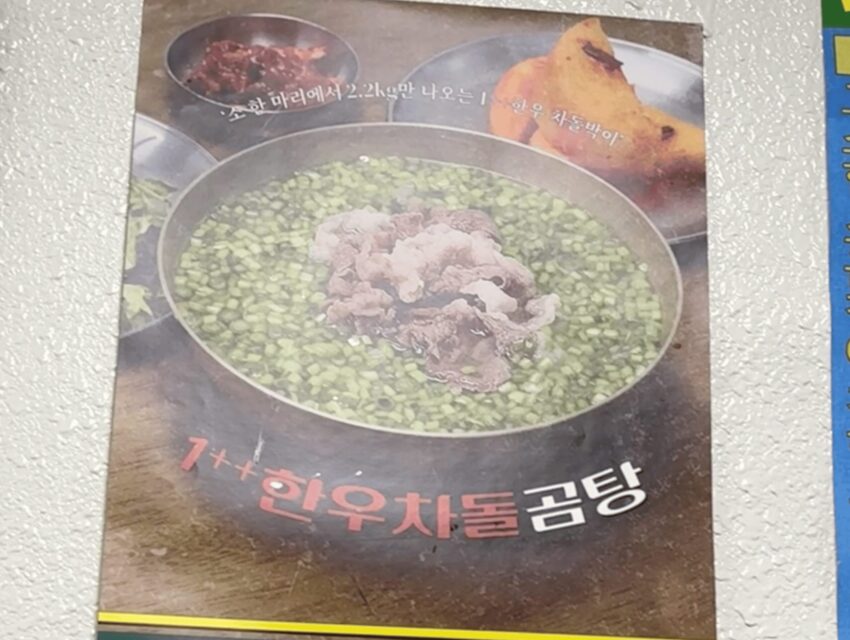 '소 한 마리에서 2.2kg만 나오는 1++한우 차돌박이'
1++한우차돌곰탕